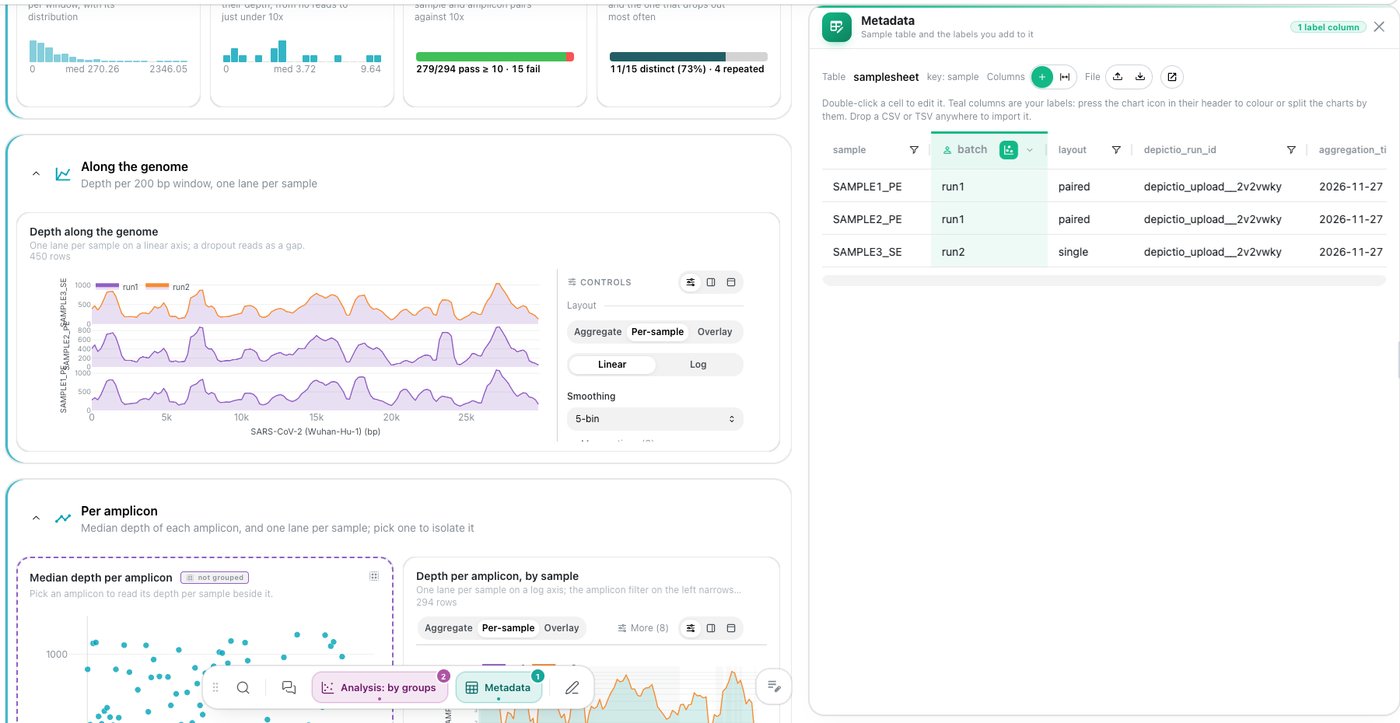 per window, with its
distribution
0 med 270.26 2346.05
their depth, from no reads to
just under 10x
0 med 3.72 9.64
sample and amplicon pairs
against 10x
279/294 pass ≥ 10 · 15 fail
and the one that drops out
most often
11/15 distinct (73%) · 4 repeated
Along the genome
Depth per 200 bp window, one lane per sample
Depth along the genome
One lane per sample on a linear axis; a dropout reads as a gap.
450 rows
run1 run2
SAMPLE3_SE
1000
500
0
SAMPLE2_PE
800
600
400
200
0
SAMPLE1_PE
1000
500
0
0 5k 10k 15k 20k 25k
SARS-CoV-2 (Wuhan-Hu-1) (bp)
CONTROLS
Layout
Aggregate Per-sample Overlay
Linear Log
Smoothing
5-bin
Per amplicon
Median depth of each amplicon, and one lane per sample; pick one to isolate it
Median depth per amplicon not grouped
Pick an amplicon to read its depth per sample beside it.
1000
Depth per amplicon, by sample
One lane per sample on a log axis; the amplicon filter on the left narrows...
294 rows
Aggregate Per-sample Overlay More (8)
Analysis: by groups 2
Metadata 1
Metadata
Sample table and the labels you add to it
1 label column
Table samplesheet key: sample Columns File
Double-click a cell to edit it. Teal columns are your labels: press the chart icon in their header to colour or split the charts by
them. Drop a CSV or TSV anywhere to import it.
sample batch layout depictio_run_id aggregation_ti
SAMPLE1_PE run1 paired depictio_upload__2v2vwky 2026-11-27
SAMPLE2_PE run1 paired depictio_upload__2v2vwky 2026-11-27
SAMPLE3_SE run2 single depictio_upload__2v2vwky 2026-11-27